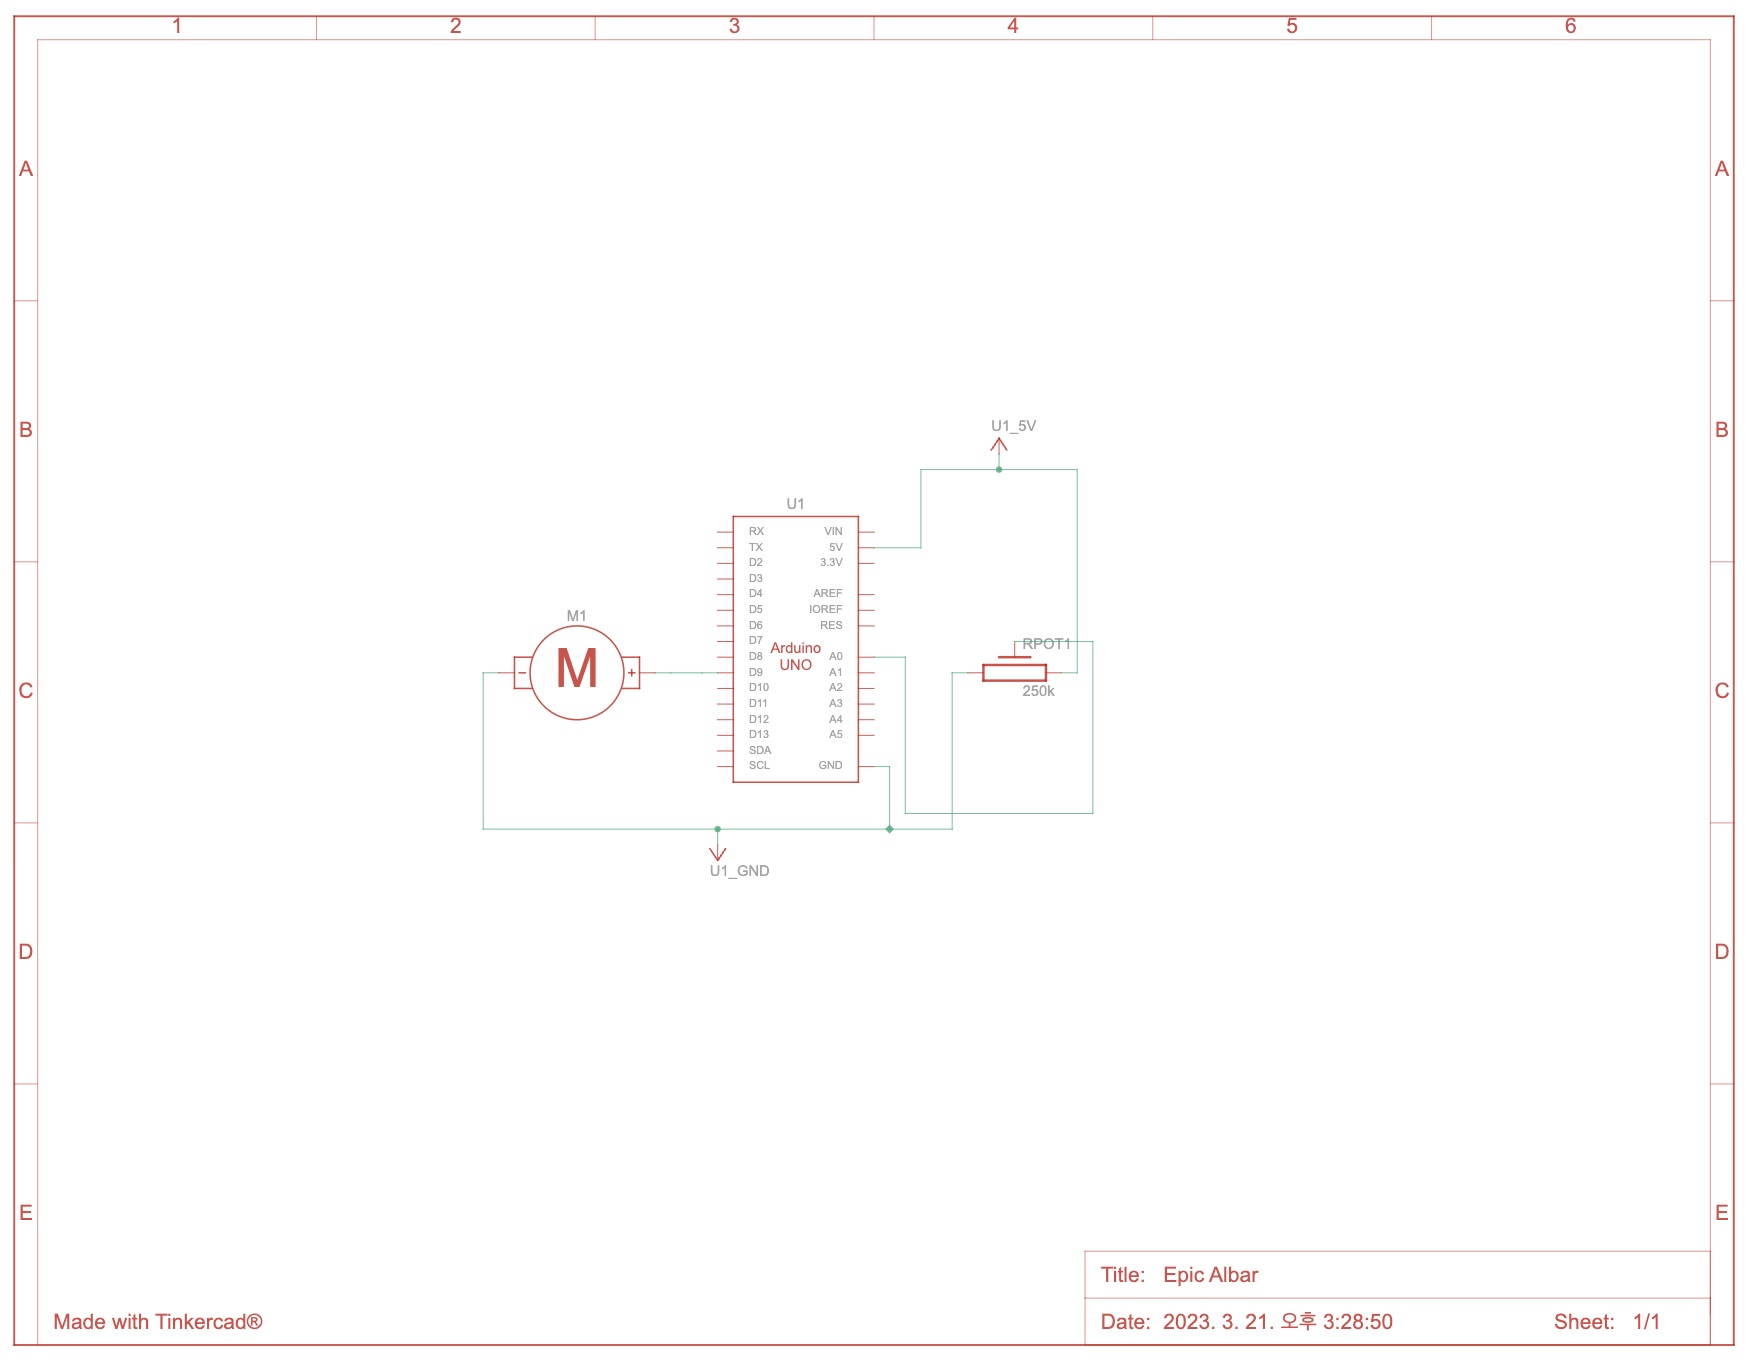 1 2 3 4 5 6
A A
B B
U1_5V
U1
RX VIN
TX 5V
D2 3.3V
D3
D4 AREF
D5 IOREF
M1
D6 RES
D7
RPOT1
Arduino
D8 A0
UNO
M
- +
D9 A1
D10 A2
250k
C C
D11 A3
D12 A4
D13 A5
SDA
SCL GND
U1_GND
D D
E E
Title: Epic Albar
Made with Tinkercad®
Date: 2023. 3. 21. 오후 3:28:50 Sheet: 1/1